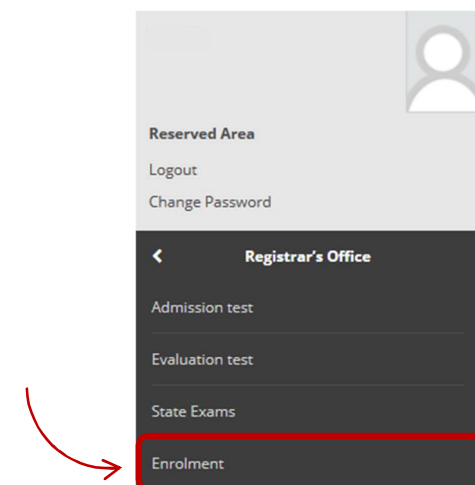 Reserved Area
Logout
Change Password
Registrar's Office
Admission test
Evaluation test
State Exams
Enrolment